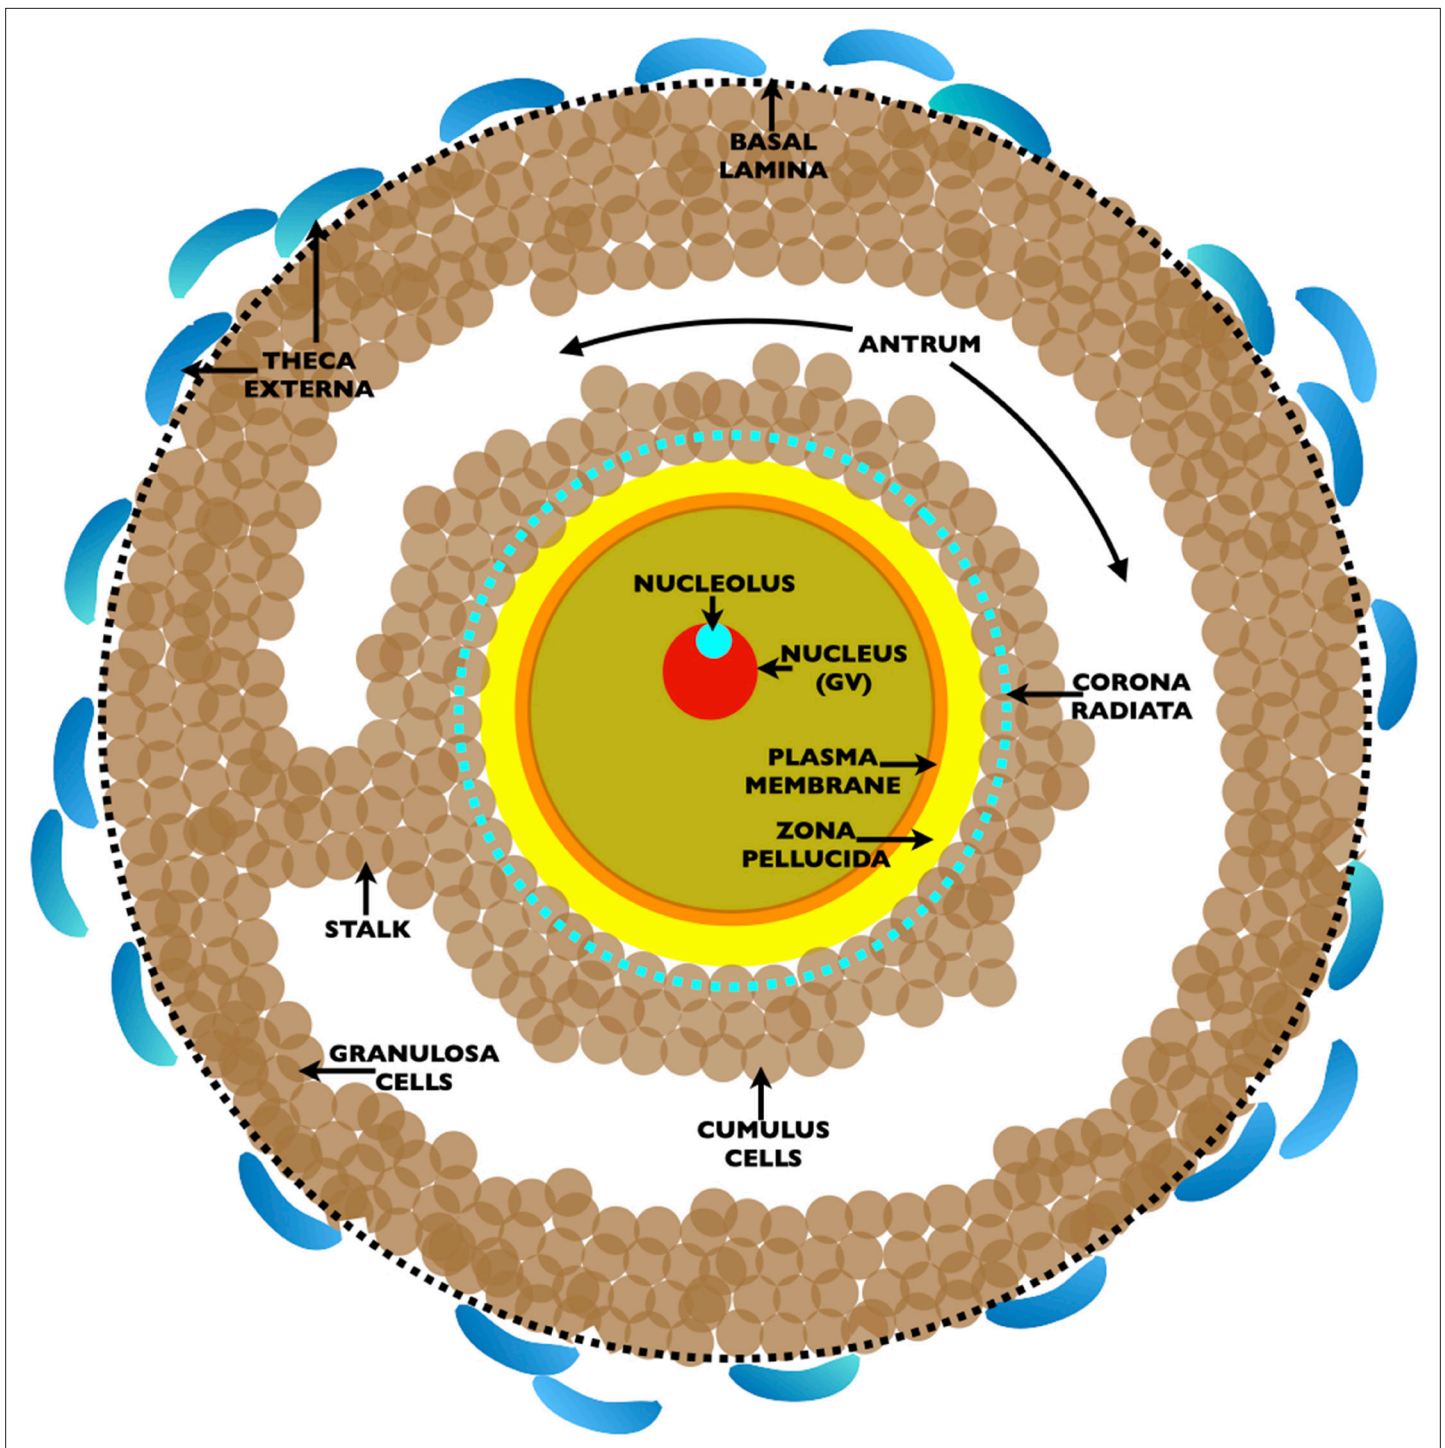 BASAL
LAMINA
ANTRUM
THECA
EXTERNA
NUCLEOLUS
NUCLEUS
(GV)
CORONA
RADIATA
PLASMA
MEMBRANE
ZONA
PELLUCIDA
STALK
GRANULOSA
CELLS
CUMULUS
CELLS